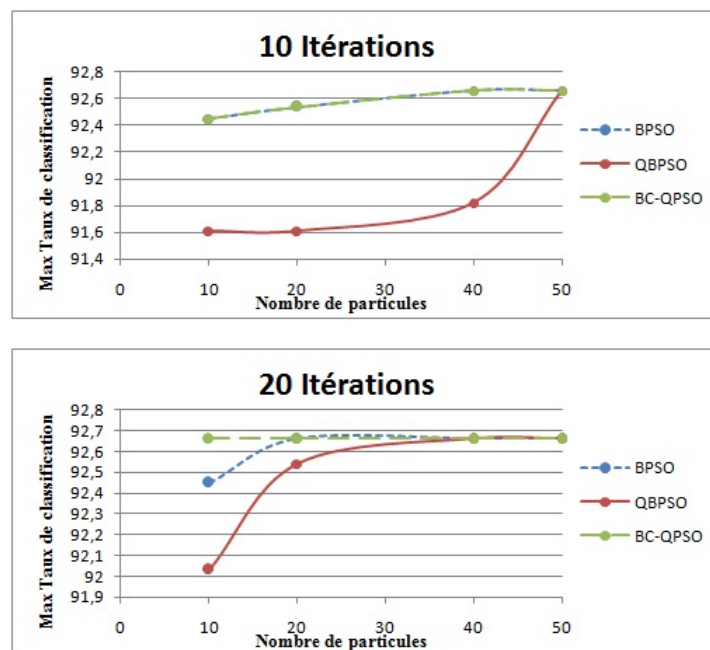 10 Itérations
Max Taux de classification
92,8
92,6
92,4
92,2
92
91,8
91,6
91,4
0 10 20 30 40 50
Nombre de particules
BPSO
QBPSO
BC-QPSO
20 Itérations
Max Taux de classification
92,8
92,7
92,6
92,5
92,4
92,3
92,2
92,1
92
91,9
0 10 20 30 40 50
Nombre de particules
BPSO
QBPSO
BC-QPSO